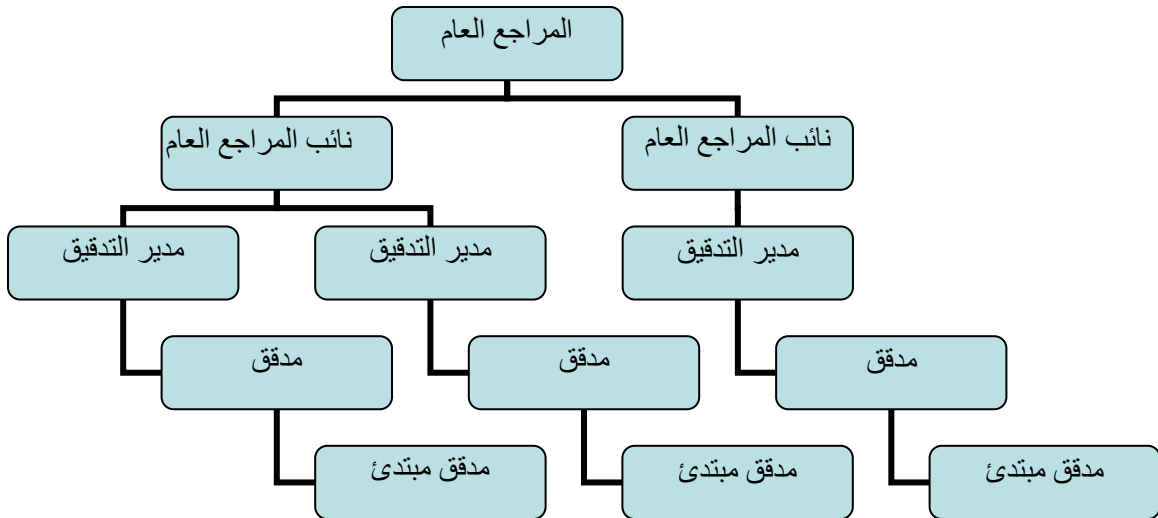 المراجع العام
نائب المراجع العام
نائب المراجع العام
مدير التدقيق
مدير التدقيق
مدير التدقيق
مدقق
مدقق
مدقق
مدقق مبتدئ
مدقق مبتدئ
مدقق مبتدئ